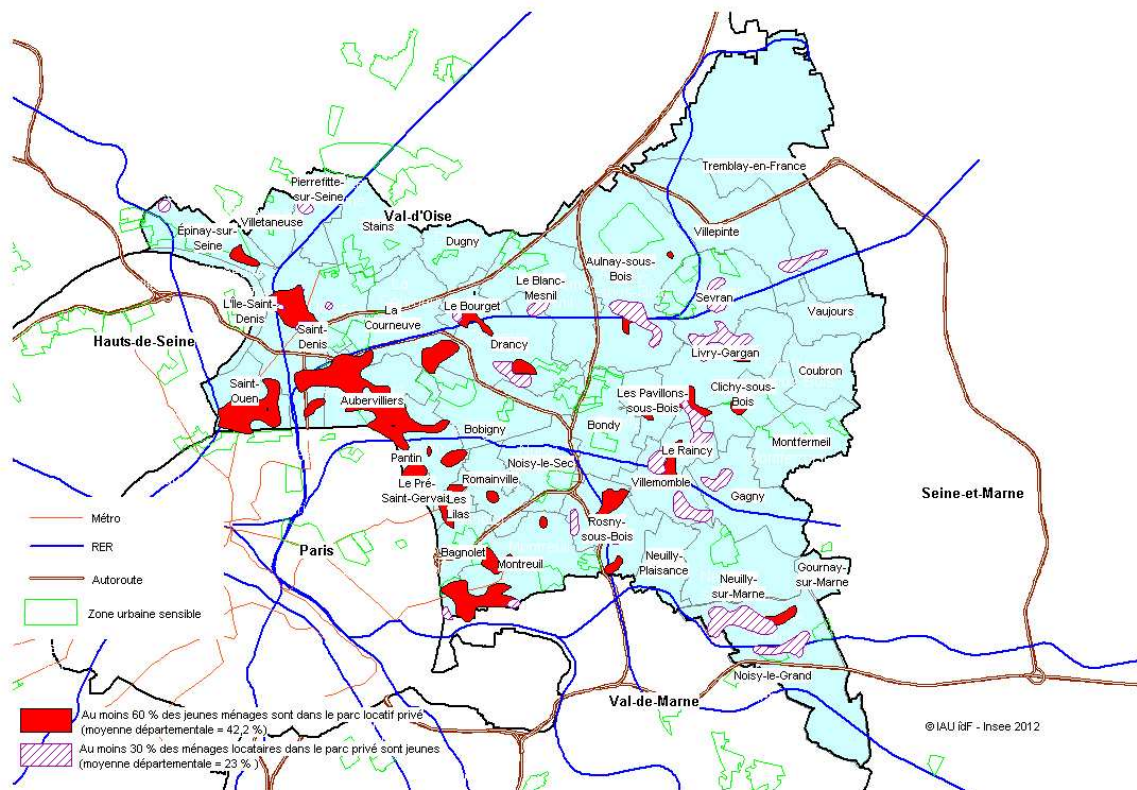 Tremblay-en-France
Pierrefitte-
sur-Seine
Val-d'Oise
Villetaneuse
Stains
Villepinte
Épinay-sur-
Seine
Dugny
Aulnay-sous-
Bois
Le Blanc-
Mesnil
Sevran
L'Île-Saint-
Denis
Le Bourget
Vaujours
La
Courneuve
Saint-
Denis
Hauts-de-Seine
Drancy
Livry-Gargan
Coubron
Saint-
Ouen
Aubervilliers
Les Pavillons-
sous-Bois
Clichy-sous-
Bois
Bobigny
Bondy
Montfermeil
Pantin
Noisy-le-Sec
Le Raincy
Le Pré-
Saint-Gervais
Romainville
Villemomble
Gagny
Seine-et-Marne
Les
Lilas
Rosny-
sous-Bois
Métro
RER
Autoroute
Zone urbaine sensible
Paris
Bagnolet
Montreuil
Neuilly-
Plaisance
Gournay-
sur-Marne
Neuilly-
sur-Marne
Noisy-le-Grand
Val-de-Marne
Au moins 60 % des jeunes ménages sont dans le parc locatif privé
(moyenne départementale = 42,2 %)
Au moins 30 % des ménages locataires dans le parc privé sont jeunes
(moyenne départementale = 23 % )
© IAU îdF - Insee 2012